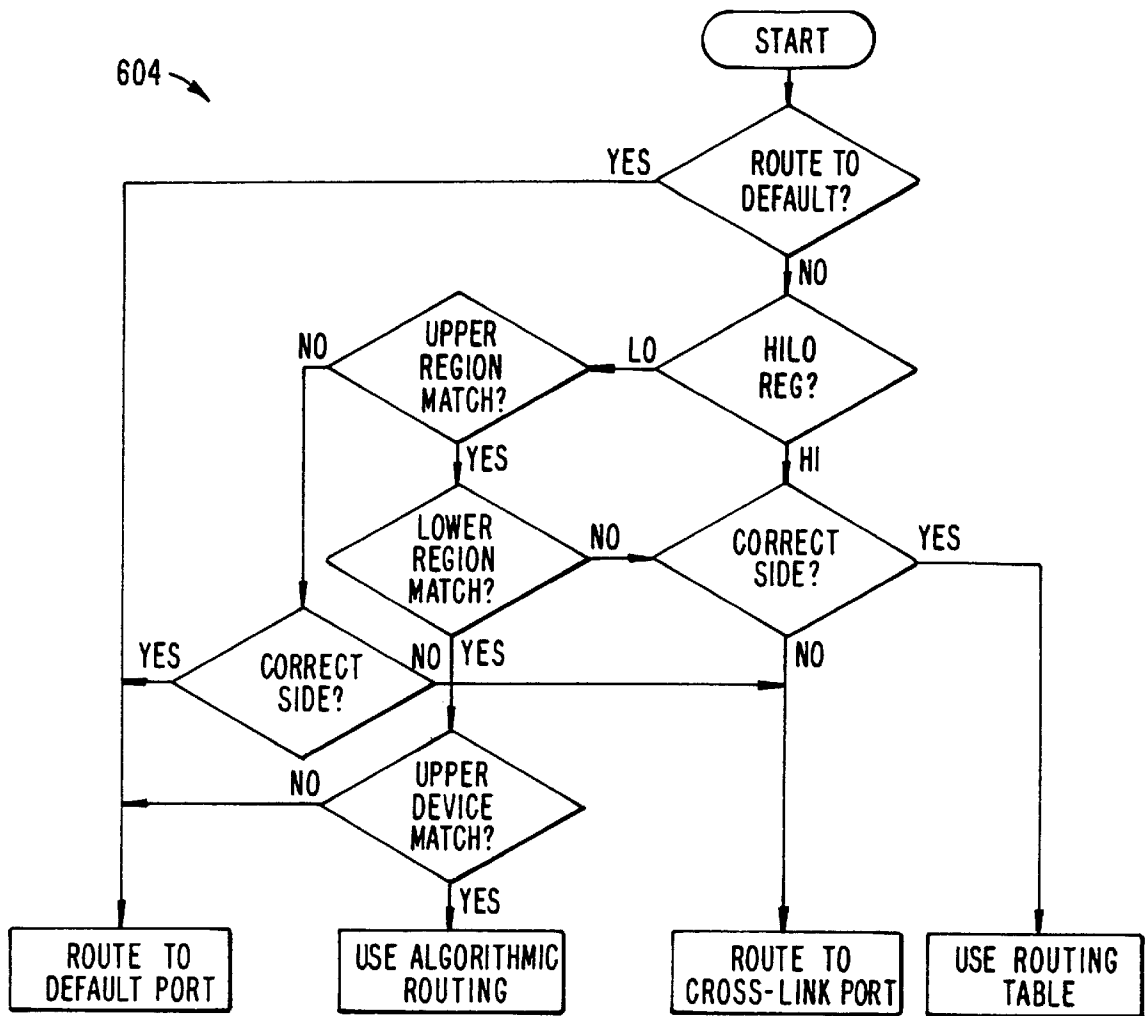 START
604
YES
ROUTE TO
DEFAULT?
NO
NO
UPPER
REGION
MATCH?
LO
HILO
REG?
YES
HI
LOWER
REGION
MATCH?
NO
CORRECT
SIDE?
YES
YES
CORRECT
SIDE?
NO
YES
NO
NO
UPPER
DEVICE
MATCH?
YES
ROUTE TO
DEFAULT PORT
USE ALGORITHMIC
ROUTING
ROUTE TO
CROSS-LINK PORT
USE ROUTING
TABLE